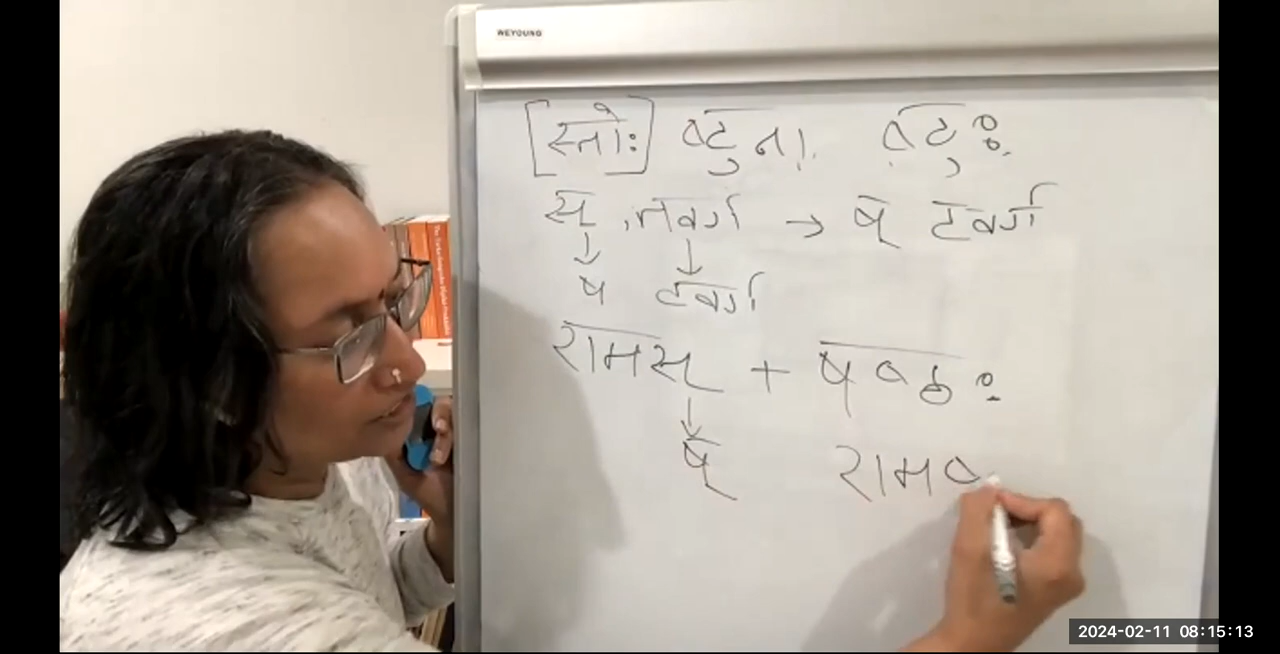 WEYOUNG
[स्तोः] ष्टुना ष्टुः
स् , तवर्ग → ष् टवर्ग
↓ ↓
ष टवर्ग
रामस् + षष्ठः
↓
ष् रामष
2024-02-11 08:15:13